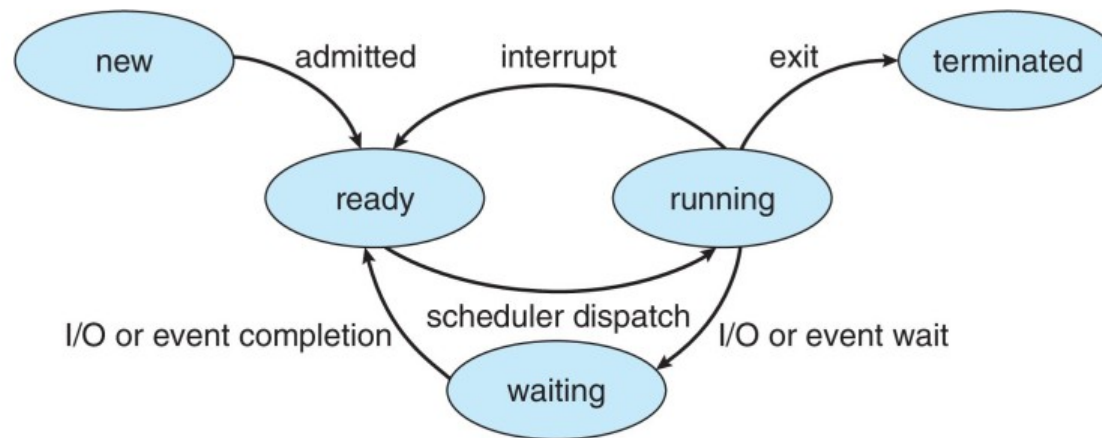 new
admitted
interrupt
exit
terminated
ready
running
I/O or event completion
scheduler dispatch
I/O or event wait
waiting